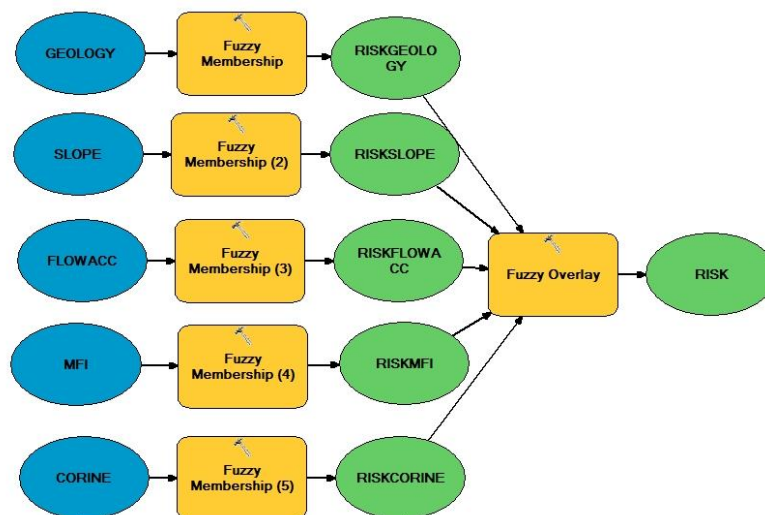 GEOLOGY
Fuzzy
Membership
RISKGEOLO
GY
SLOPE
Fuzzy
Membership (2)
RISKSLOPE
FLOWACC
Fuzzy
Membership (3)
RISKFLOWA
CC
Fuzzy Overlay
RISK
MFI
Fuzzy
Membership (4)
RISKMFI
CORINE
Fuzzy
Membership (5)
RISKCORINE